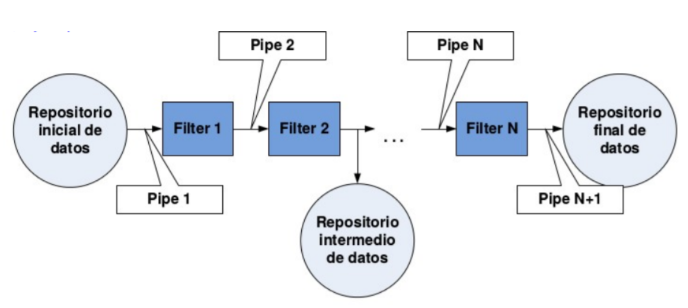 Pipe 2
Pipe N
Repositorio
inicial de
datos
Filter 1
Filter 2
...
Filter N
Repositorio
final de
datos
Pipe 1
Pipe N+1
Repositorio
intermedio
de datos